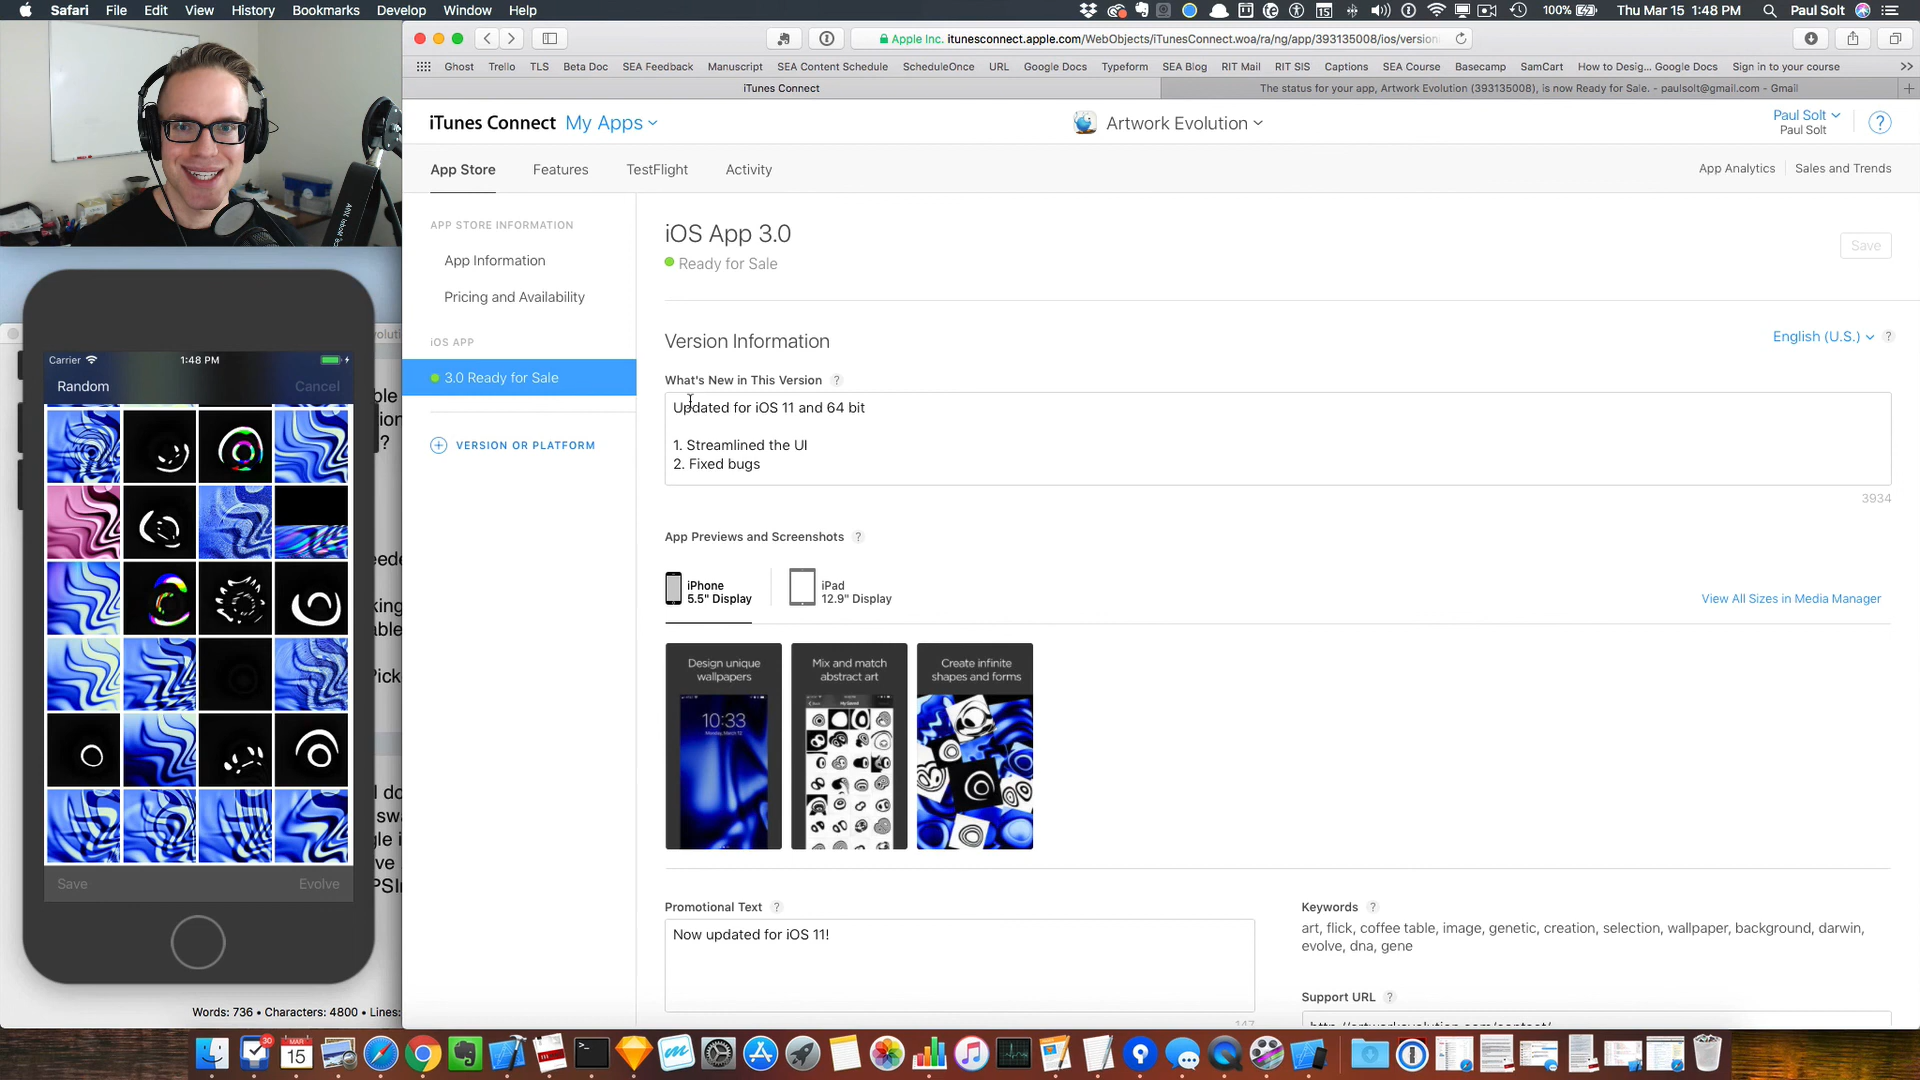 Safari File Edit View History Bookmarks Develop Window Help
100% Thu Mar 15 1:48 PM Paul Solt
Apple Inc. itunesconnect.apple.com/WebObjects/iTunesConnect.woa/ra/ng/app/393135008/ios/version
Ghost Trello TLS Beta Doc SEA Feedback Manuscript SEA Content Schedule ScheduleOnce URL Google Docs Typeform SEA Blog RIT Mail RIT SIS Captions SEA Course Basecamp SamCart How to Desig... Google Docs Sign in to your course
iTunes Connect
The status for your app, Artwork Evolution (393135008), is now Ready for Sale. - paulsolt@gmail.com - Gmail
iTunes Connect My Apps
Artwork Evolution
Paul Solt
Paul Solt
?
App Store Features TestFlight Activity
App Analytics Sales and Trends
APP STORE INFORMATION
App Information
Pricing and Availability
iOS APP
3.0 Ready for Sale
VERSION OR PLATFORM
iOS App 3.0
Ready for Sale
Save
Version Information
English (U.S.) ?
What's New in This Version ?
Updated for iOS 11 and 64 bit
1. Streamlined the UI
2. Fixed bugs
3934
App Previews and Screenshots ?
iPhone
5.5" Display
iPad
12.9" Display
View All Sizes in Media Manager
Design unique
wallpapers
10:33
Mix and match
abstract art
Create infinite
shapes and forms
Promotional Text ?
Now updated for iOS 11!
147
Keywords ?
art, flick, coffee table, image, genetic, creation, selection, wallpaper, background, darwin,
evolve, dna, gene
Support URL ?
http://artworkevolution.com/contact/
Carrier 1:48 PM
Random Cancel
Save Evolve
Words: 736 • Characters: 4800 • Lines:
30
MAR
15